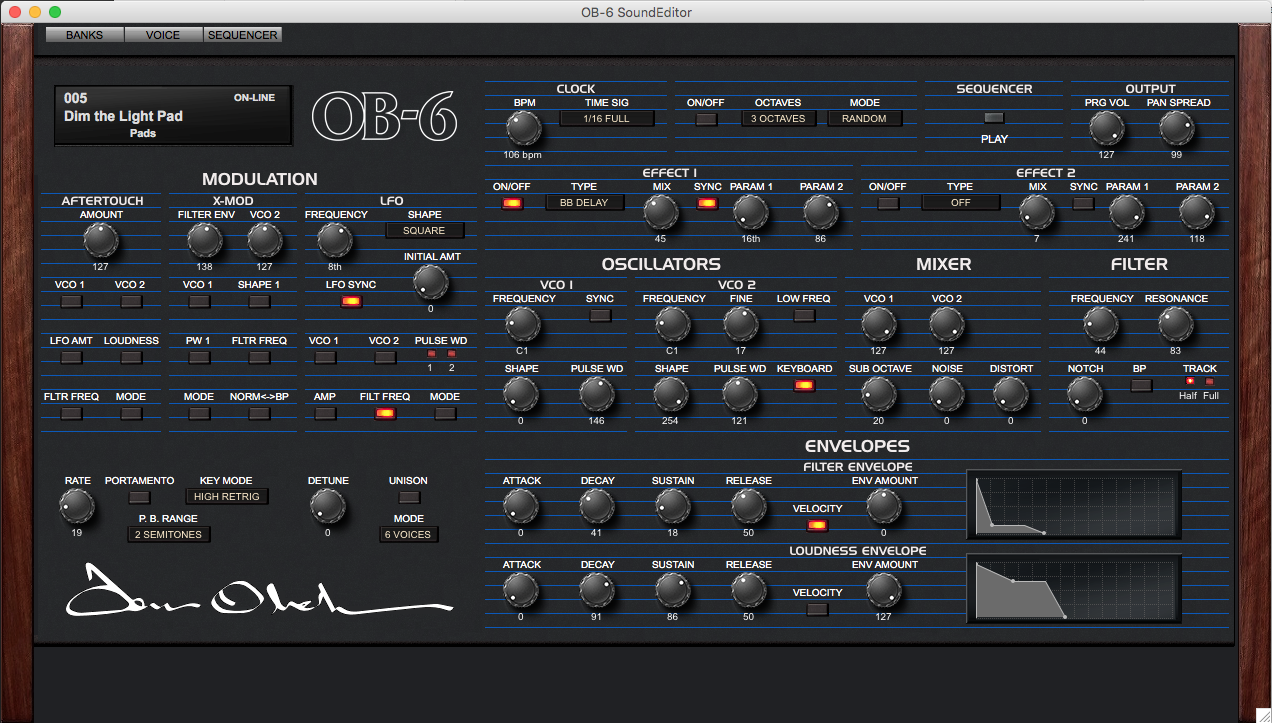 OB-6 SoundEditor
BANKS VOICE SEQUENCER
005 ON-LINE
Dim the Light Pad
Pads
OB-6
CLOCK
BPM TIME SIG
1/16 FULL
106 bpm
ON/OFF OCTAVES MODE
3 OCTAVES RANDOM
SEQUENCER
PLAY
OUTPUT
PRG VOL PAN SPREAD
127 99
MODULATION
AFTERTOUCH
AMOUNT
127
VCO 1 VCO 2
LFO AMT LOUDNESS
FLTR FREQ MODE
X-MOD
FILTER ENV VCO 2
138 127
VCO 1 SHAPE 1
PW 1 FLTR FREQ
MODE NORM<->BP
LFO
FREQUENCY SHAPE
SQUARE
8th
INITIAL AMT
LFO SYNC
0
VCO 1 VCO 2 PULSE WD
1 2
AMP FILT FREQ MODE
EFFECT 1
ON/OFF TYPE MIX SYNC PARAM 1 PARAM 2
BB DELAY
45 16th 86
EFFECT 2
ON/OFF TYPE MIX SYNC PARAM 1 PARAM 2
OFF
7 241 118
OSCILLATORS
VCO 1
FREQUENCY SYNC
C1
SHAPE PULSE WD
0 146
VCO 2
FREQUENCY FINE LOW FREQ
C1 17
SHAPE PULSE WD KEYBOARD
254 121
MIXER
VCO 1 VCO 2
127 127
SUB OCTAVE NOISE DISTORT
20 0 0
FILTER
FREQUENCY RESONANCE
44 83
NOTCH BP TRACK
Half Full
0
RATE PORTAMENTO KEY MODE
HIGH RETRIG
19
P. B. RANGE
2 SEMITONES
DETUNE UNISON
0
MODE
6 VOICES
Tom Oberheim
ENVELOPES
FILTER ENVELOPE
ATTACK DECAY SUSTAIN RELEASE ENV AMOUNT
VELOCITY
0 41 18 50 0
LOUDNESS ENVELOPE
ATTACK DECAY SUSTAIN RELEASE ENV AMOUNT
VELOCITY
0 91 86 50 127